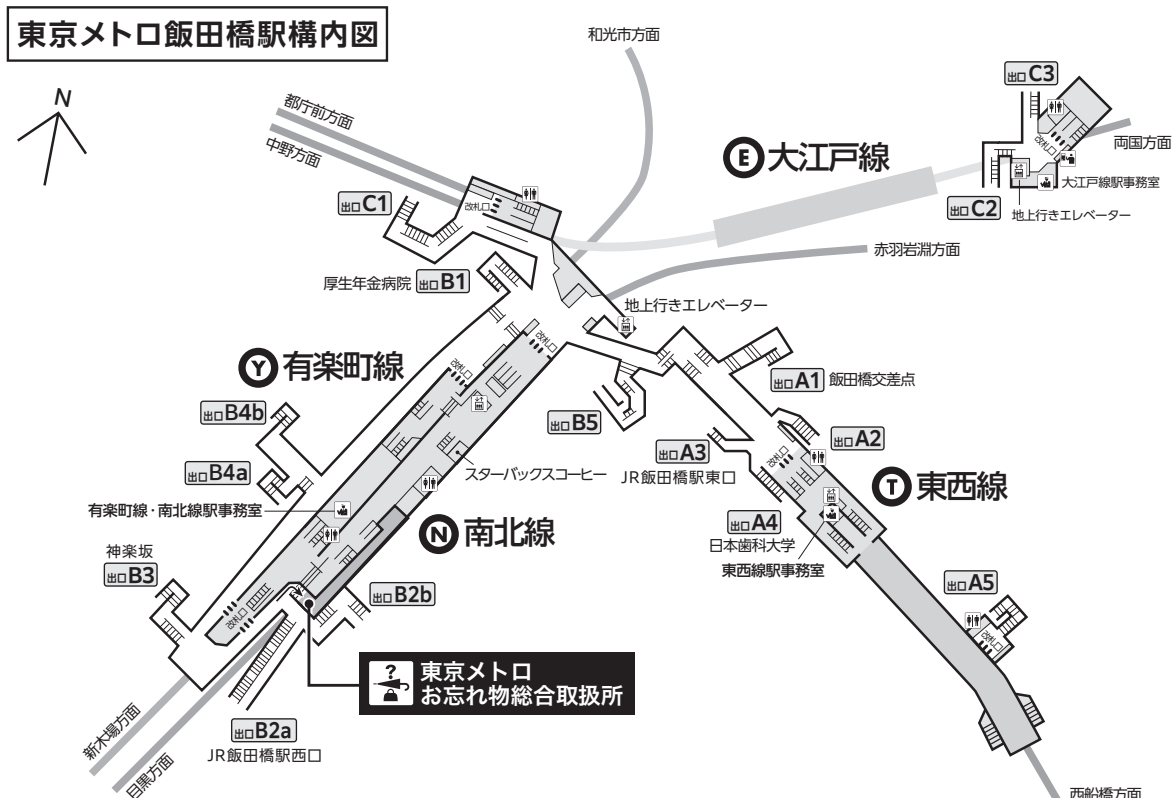 東京メトロ飯田橋駅構内図
N
和光市方面
出口C3
両国方面
改札口
大江戸線駅事務室
地上行きエレベーター
出口C2
E 大江戸線
都庁前方面
中野方面
出口C1
改札口
赤羽岩淵方面
厚生年金病院 出口B1
地上行きエレベーター
改札口
改札口
Y 有楽町線
出口A1 飯田橋交差点
出口B4b
出口B5
出口A2
出口A3
JR飯田橋駅東口
改札口
出口B4a
スターバックスコーヒー
T 東西線
有楽町線・南北線駅事務室
N 南北線
出口A4
日本歯科大学
東西線駅事務室
神楽坂
出口B3
出口B2b
出口A5
改札口
改札口
?
東京メトロ
お忘れ物総合取扱所
新木場方面
目黒方面
出口B2a
JR飯田橋駅西口
西船橋方面